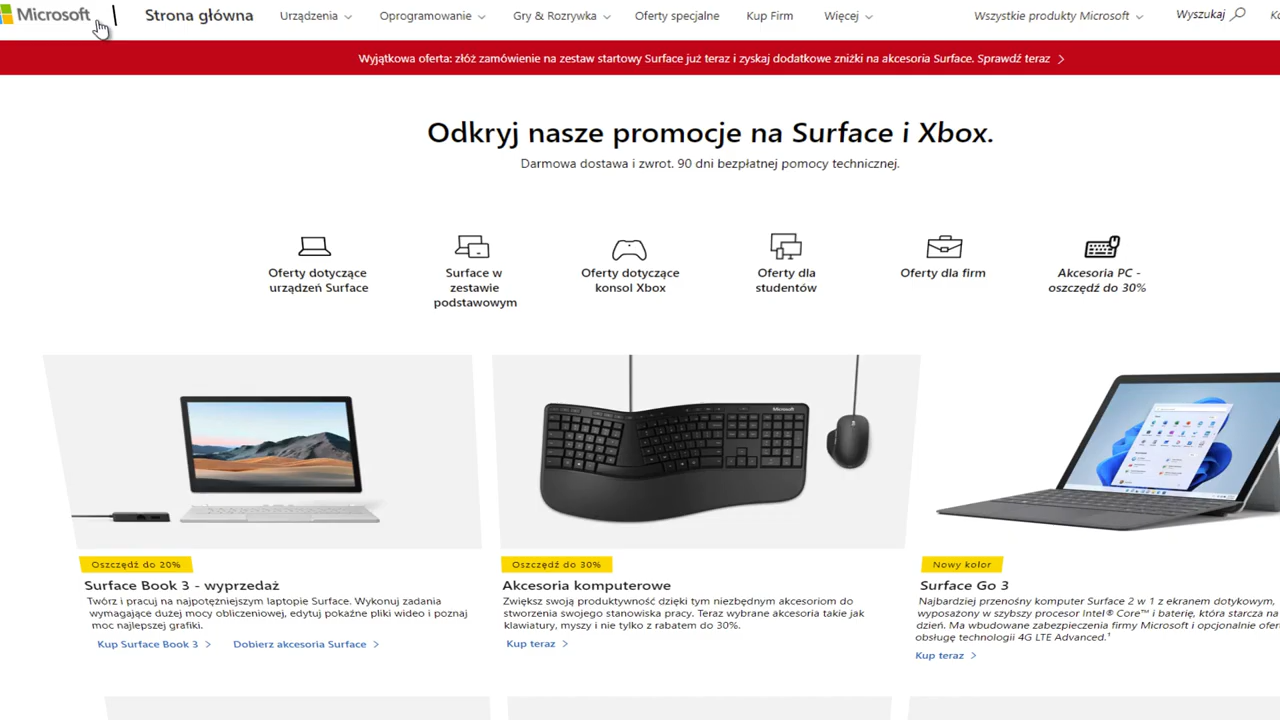 Microsoft
Strona główna
Urządzenia
Oprogramowanie
Gry & Rozrywka
Oferty specjalne
Kup Firm
Więcej
Wszystkie produkty Microsoft
Wyszukaj
Wyjątkowa oferta: złóż zamówienie na zestaw startowy Surface już teraz i zyskaj dodatkowe zniżki na akcesoria Surface. Sprawdź teraz
Odkryj nasze promocje na Surface i Xbox.
Darmowa dostawa i zwrot. 90 dni bezpłatnej pomocy technicznej.
Oferty dotyczące
urządzeń Surface
Surface w
zestawie
podstawowym
Oferty dotyczące
konsol Xbox
Oferty dla
studentów
Oferty dla firm
Akcesoria PC -
oszczędź do 30%
Microsoft
Oszczędź do 20%
Surface Book 3 - wyprzedaż
Twórz i pracuj na najpotężniejszym laptopie Surface. Wykonuj zadania
wymagające dużej mocy obliczeniowej, edytuj pokaźne pliki wideo i poznaj
moc najlepszej grafiki.
Kup Surface Book 3
Dobierz akcesoria Surface
Oszczędź do 30%
Akcesoria komputerowe
Zwiększ swoją produktywność dzięki tym niezbędnym akcesoriom do
stworzenia swojego stanowiska pracy. Teraz wybrane akcesoria takie jak
klawiatury, myszy i nie tylko z rabatem do 30%.
Kup teraz
Nowy kolor
Surface Go 3
Najbardziej przenośny komputer Surface 2 w 1 z ekranem dotykowym,
wyposażony w szybszy procesor Intel® Core™ i baterię, która starcza na
dzień. Ma wbudowane zabezpieczenia firmy Microsoft i opcjonalnie ofer
obsługę technologii 4G LTE Advanced.¹
Kup teraz